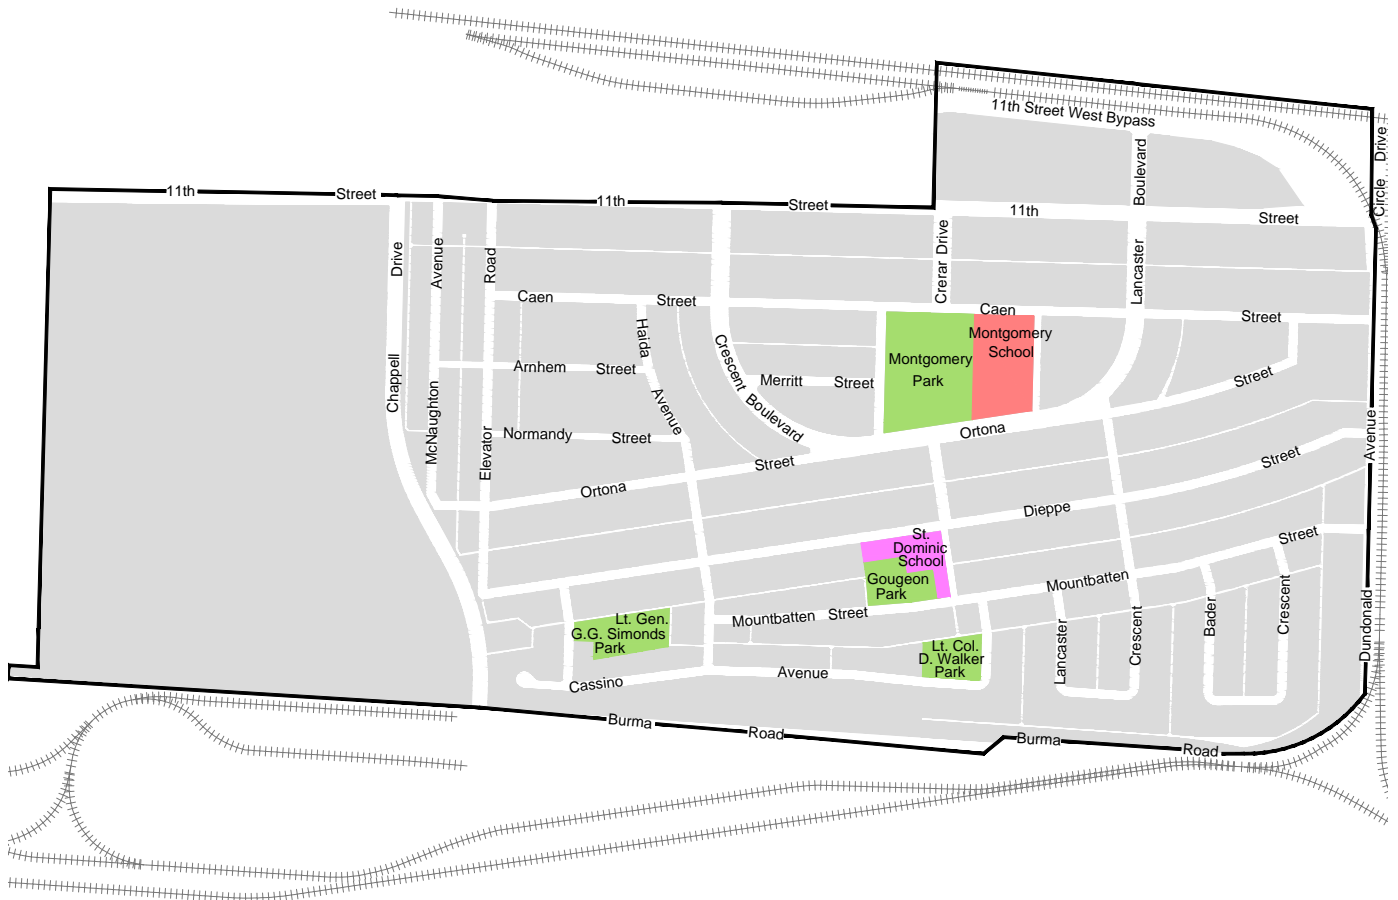 11th Street West Bypass
Circle Drive
11th Street 11th Street 11th Street
Chappell Drive
McNaughton Avenue
Elevator Road
Crerar Drive
Lancaster Boulevard
Caen Street Caen Street
Haida Avenue
Crescent Boulevard
Arnhem Street
Merritt Street
Normandy Street
Montgomery
Park
Montgomery
School
Ortona Street Ortona Street
Dieppe Street
St.
Dominic
School
Gougeon
Park
Mountbatten Street Mountbatten Street
Lt. Gen.
G.G. Simonds
Park
Lt. Col.
D. Walker
Park
Cassino Avenue
Lancaster Crescent
Bader Crescent
Dundonald Avenue
Burma Road Burma Road